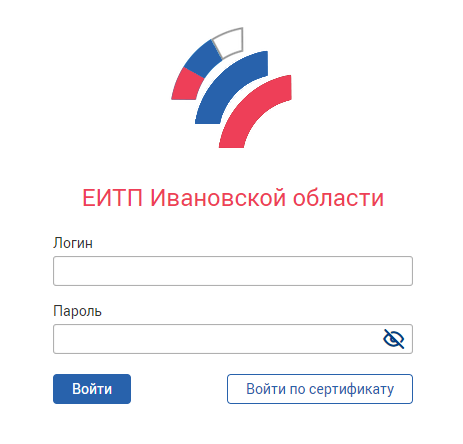 ЕИТП Ивановской области
Логин
Пароль
Войти
Войти по сертификату